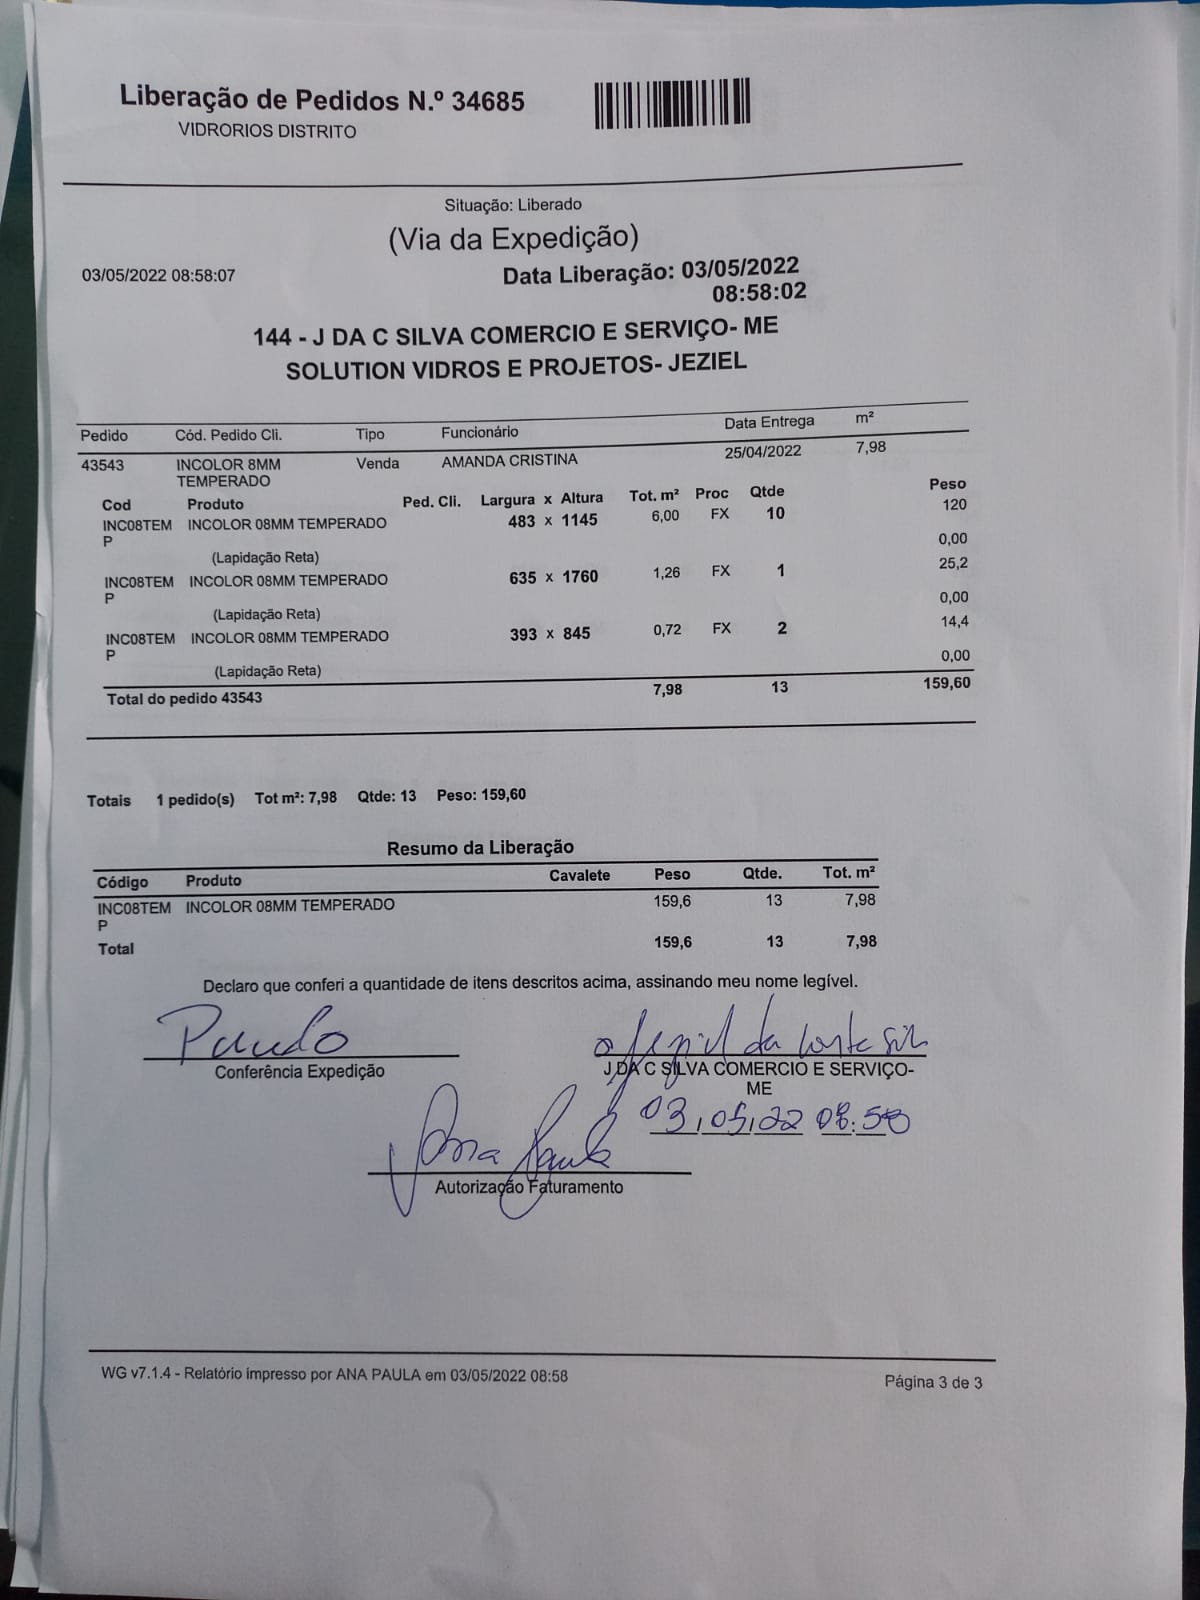 Liberação de Pedidos N.º 34685
VIDRORIOS DISTRITO
Situação: Liberado
(Via da Expedição)
03/05/2022 08:58:07
Data Liberação: 03/05/2022
08:58:02
144 - J DA C SILVA COMERCIO E SERVIÇO- ME
SOLUTION VIDROS E PROJETOS- JEZIEL
Pedido Cód. Pedido Cli. Tipo Funcionário Data Entrega m²
43543 INCOLOR 8MM Venda AMANDA CRISTINA 25/04/2022 7,98
TEMPERADO
Cod Produto Ped. Cli. Largura x Altura Tot. m² Proc Qtde Peso
INC08TEM INCOLOR 08MM TEMPERADO 483 x 1145 6,00 FX 10 120
P
(Lapidação Reta) 0,00
INC08TEM INCOLOR 08MM TEMPERADO 635 x 1760 1,26 FX 1 25,2
P
(Lapidação Reta) 0,00
INC08TEM INCOLOR 08MM TEMPERADO 393 x 845 0,72 FX 2 14,4
P
(Lapidação Reta) 0,00
Total do pedido 43543 7,98 13 159,60
Totais 1 pedido(s) Tot m²: 7,98 Qtde: 13 Peso: 159,60
Resumo da Liberação
Código Produto Cavalete Peso Qtde. Tot. m²
INC08TEM INCOLOR 08MM TEMPERADO 159,6 13 7,98
P
Total 159,6 13 7,98
Declaro que conferi a quantidade de itens descritos acima, assinando meu nome legível.
da
Conferência Expedição
J DA C SILVA COMERCIO E SERVIÇO-
ME
03/05/22 08:58
Ana Paula
Autorização Faturamento
WG v7.1.4 - Relatório impresso por ANA PAULA em 03/05/2022 08:58
Página 3 de 3